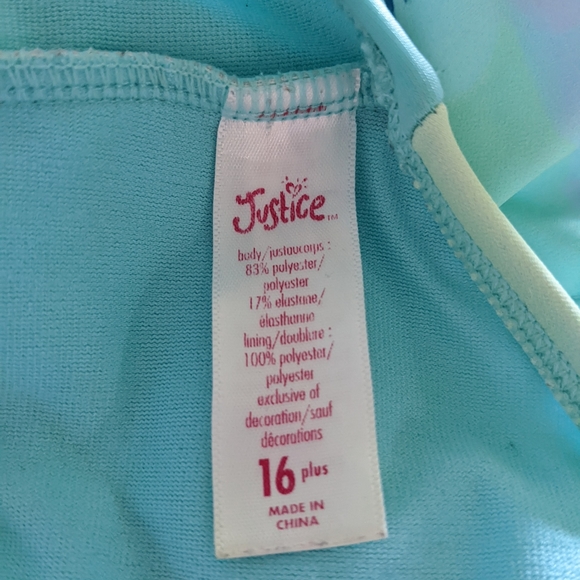 Justice™
body/justaucorps :
83% polyester/
polyester
17% elastane/
élasthanne
lining/doublure :
100% polyester/
polyester
exclusive of
decoration/sauf
décorations
16 plus
MADE IN
CHINA